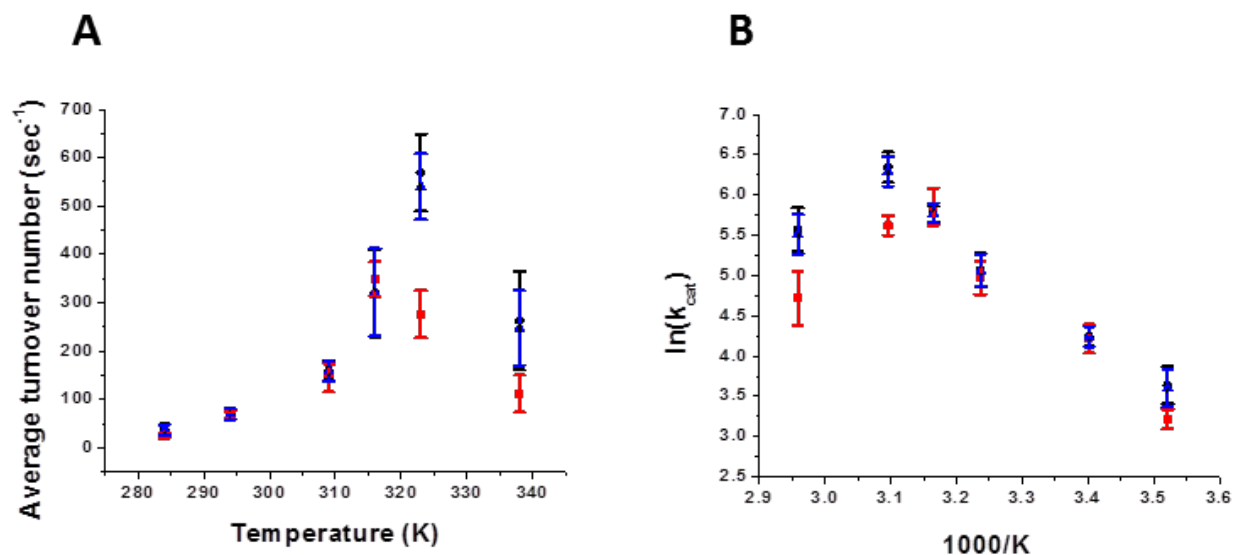 A
Average turnover number (sec⁻¹)
700
600
500
400
300
200
100
0
280 290 300 310 320 330 340
Temperature (K)
B
ln(k_cat)
7.0
6.5
6.0
5.5
5.0
4.5
4.0
3.5
3.0
2.5
2.9 3.0 3.1 3.2 3.3 3.4 3.5 3.6
1000/K